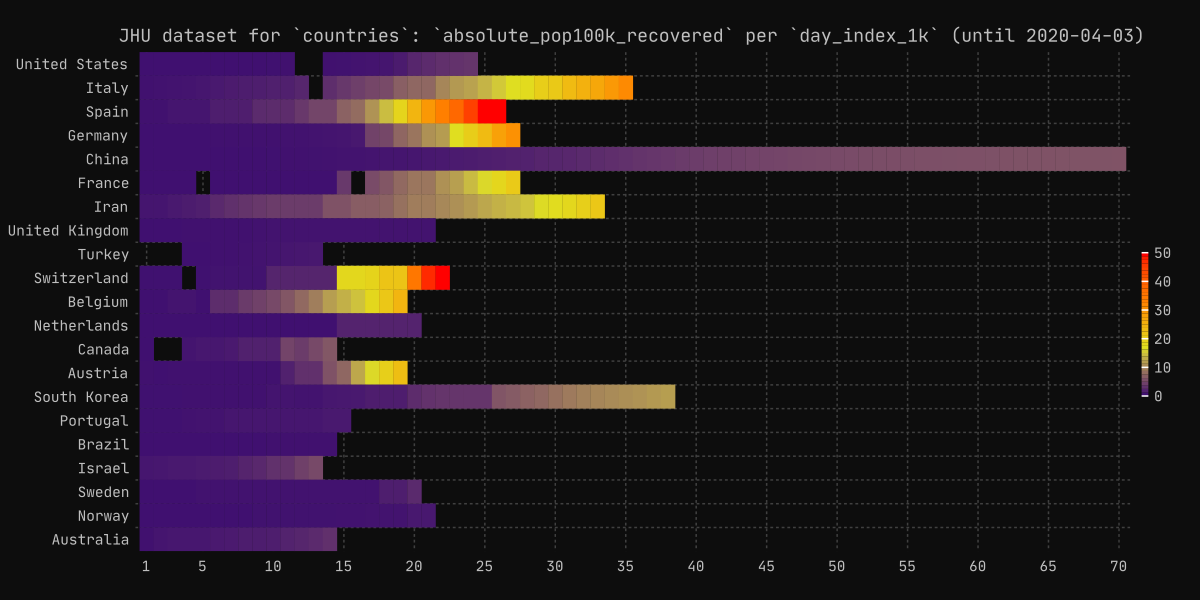 JHU dataset for `countries`: `absolute_pop100k_recovered` per `day_index_1k` (until 2020-04-03)
United States
Italy
Spain
Germany
China
France
Iran
United Kingdom
Turkey
Switzerland
Belgium
Netherlands
Canada
Austria
South Korea
Portugal
Brazil
Israel
Sweden
Norway
Australia
1 5 10 15 20 25 30 35 40 45 50 55 60 65 70
50
40
30
20
10
0